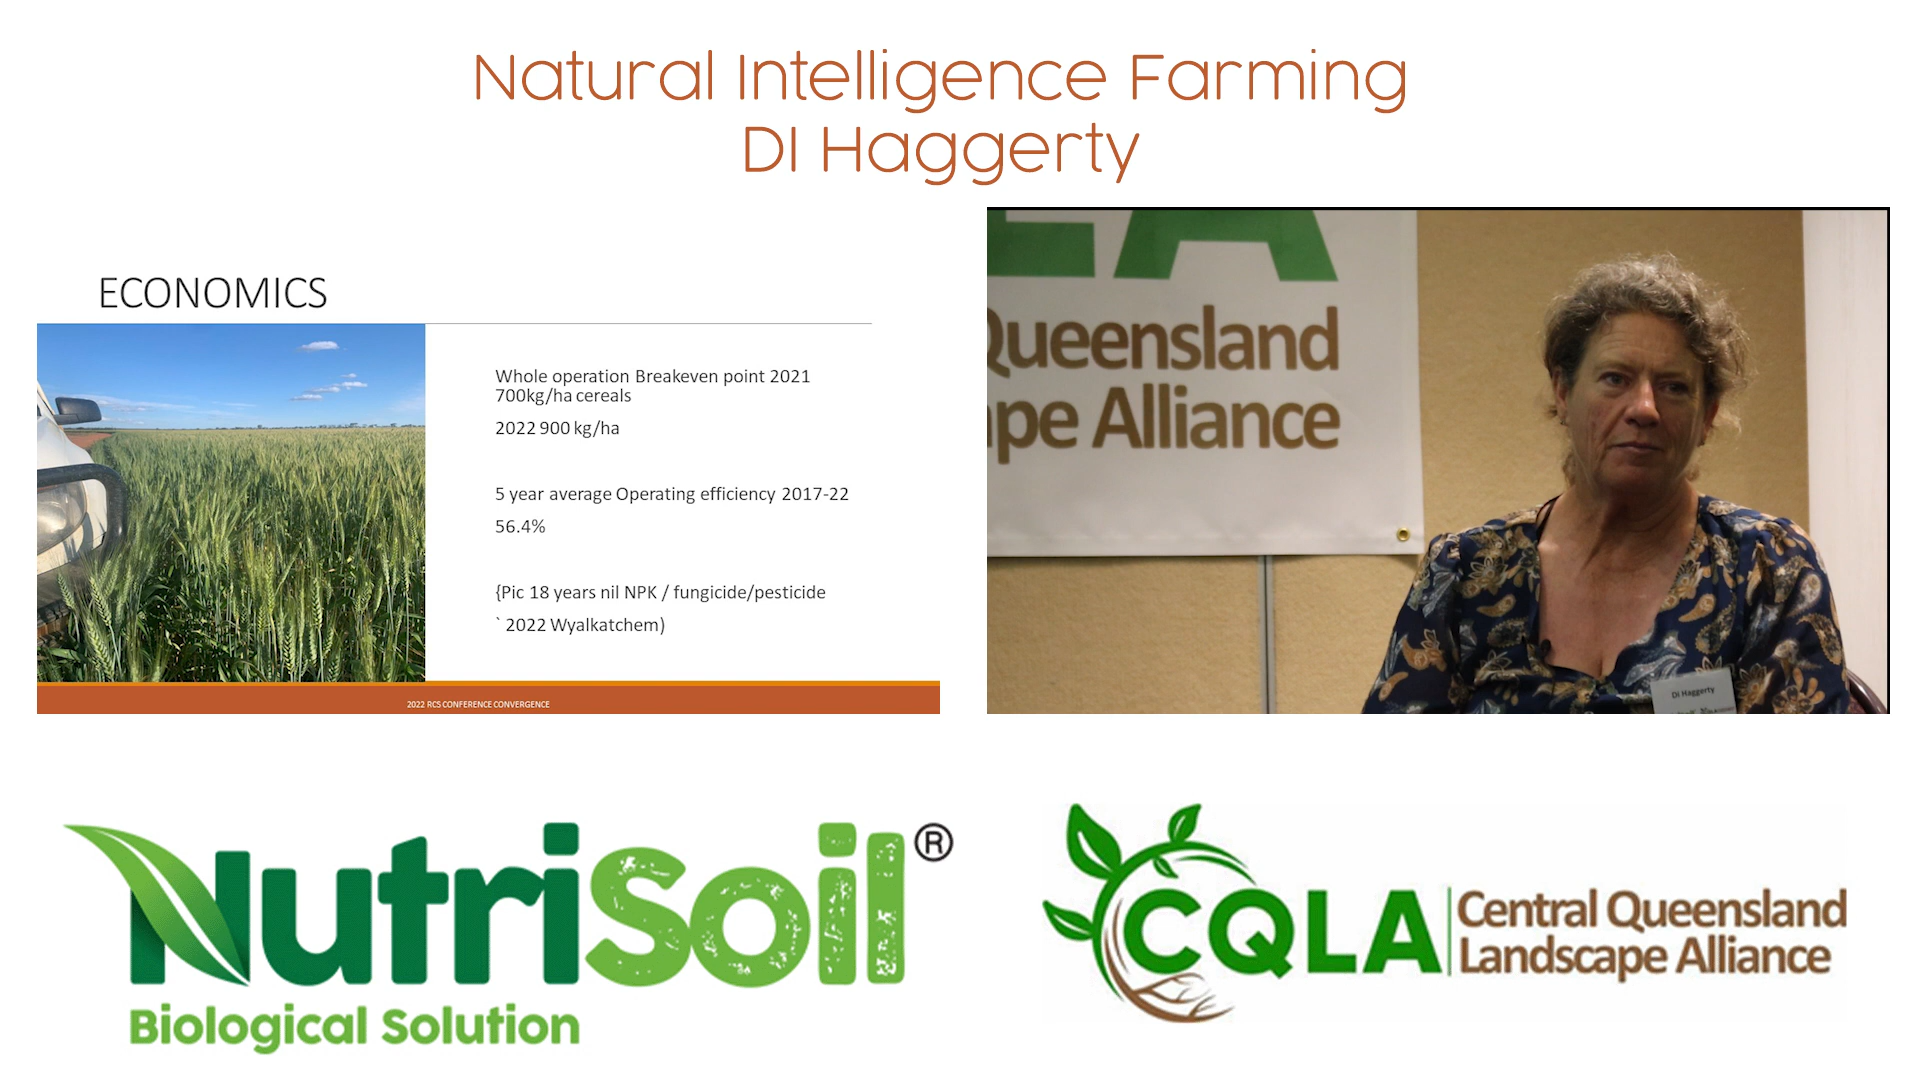 Natural Intelligence Farming
DI Haggerty
ECONOMICS
Whole operation Breakeven point 2021
700kg/ha cereals
2022 900 kg/ha
5 year average Operating efficiency 2017-22
56.4%
{Pic 18 years nil NPK / fungicide/pesticide
` 2022 Wyalkatchem)
2022 RCS CONFERENCE CONVERGENCE
LA
Queensland
pe Alliance
DI Haggerty
NutriSoil®
Biological Solution
CQLA
Central Queensland
Landscape Alliance